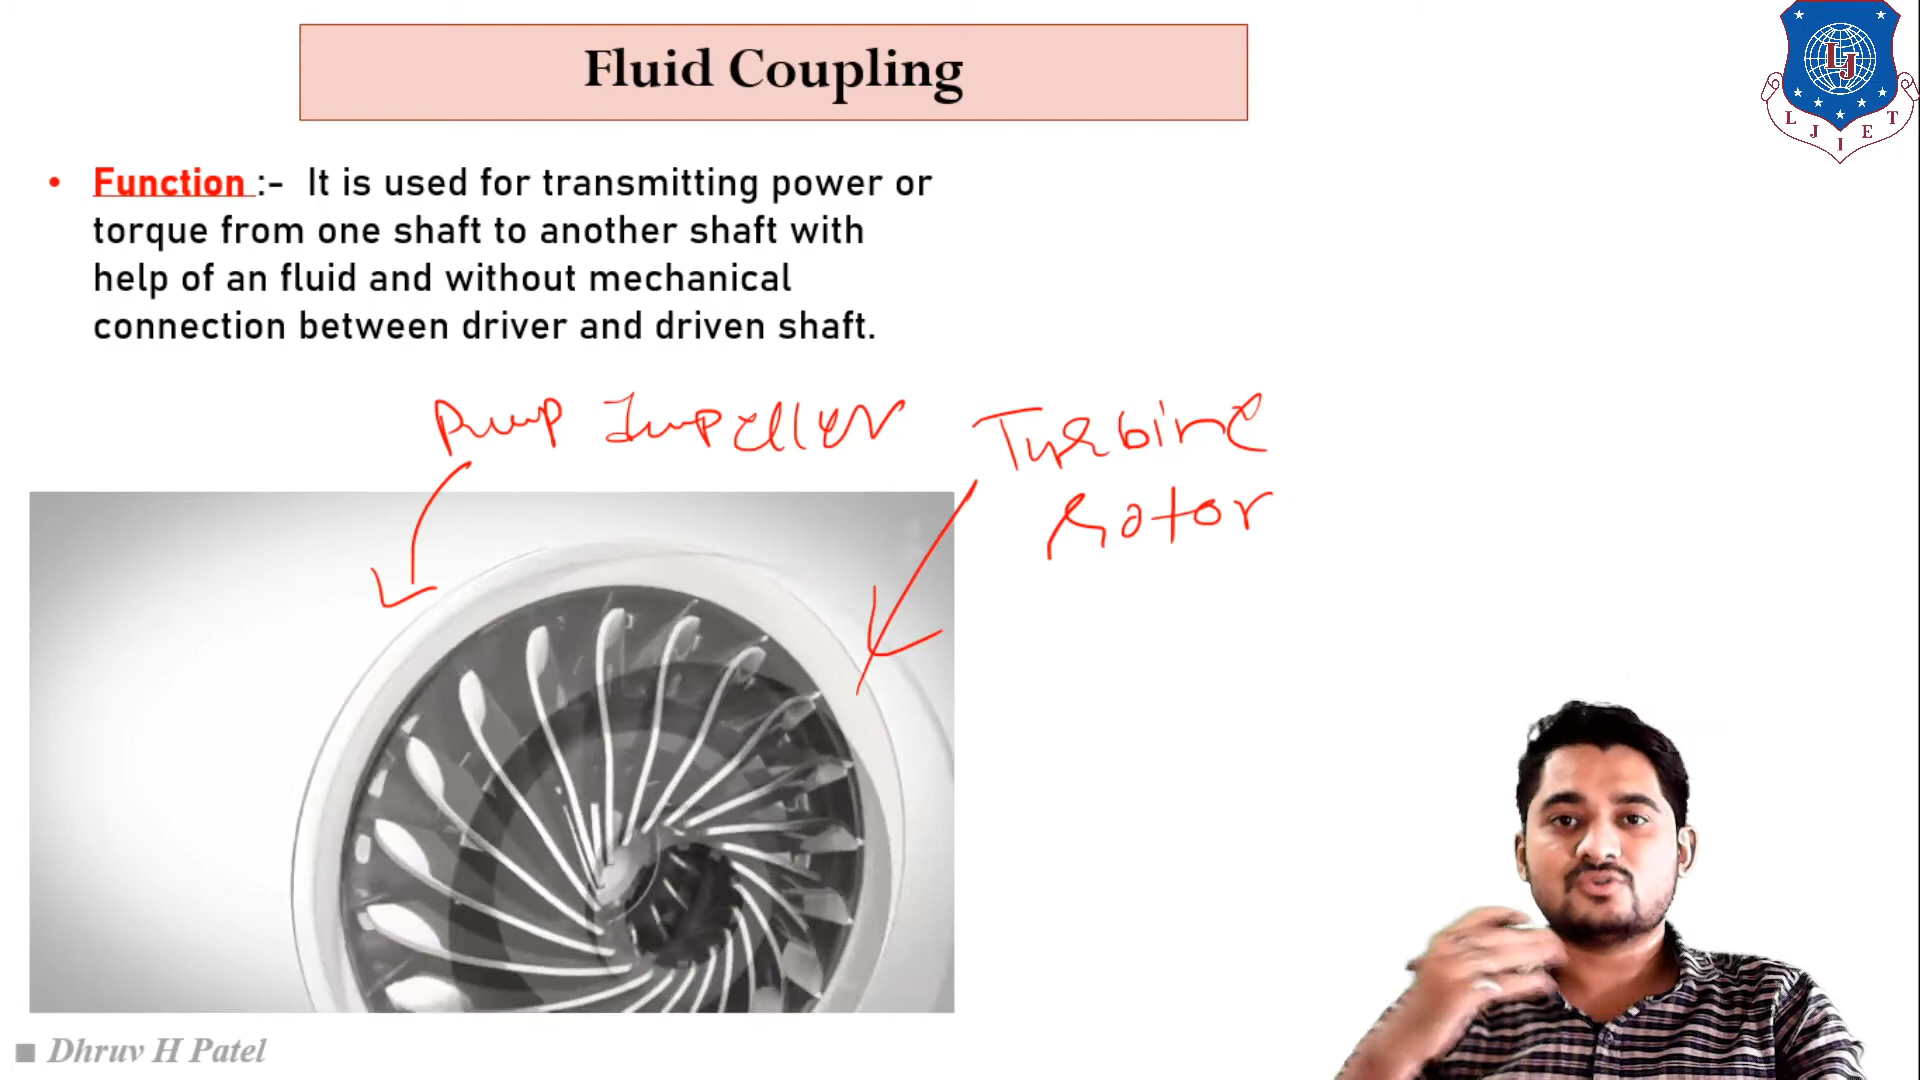 Fluid Coupling
• Function :- It is used for transmitting power or
torque from one shaft to another shaft with
help of an fluid and without mechanical
connection between driver and driven shaft.
Pump Impeller
Turbine
Rotor
LJ
L J I E T
Dhruv H Patel